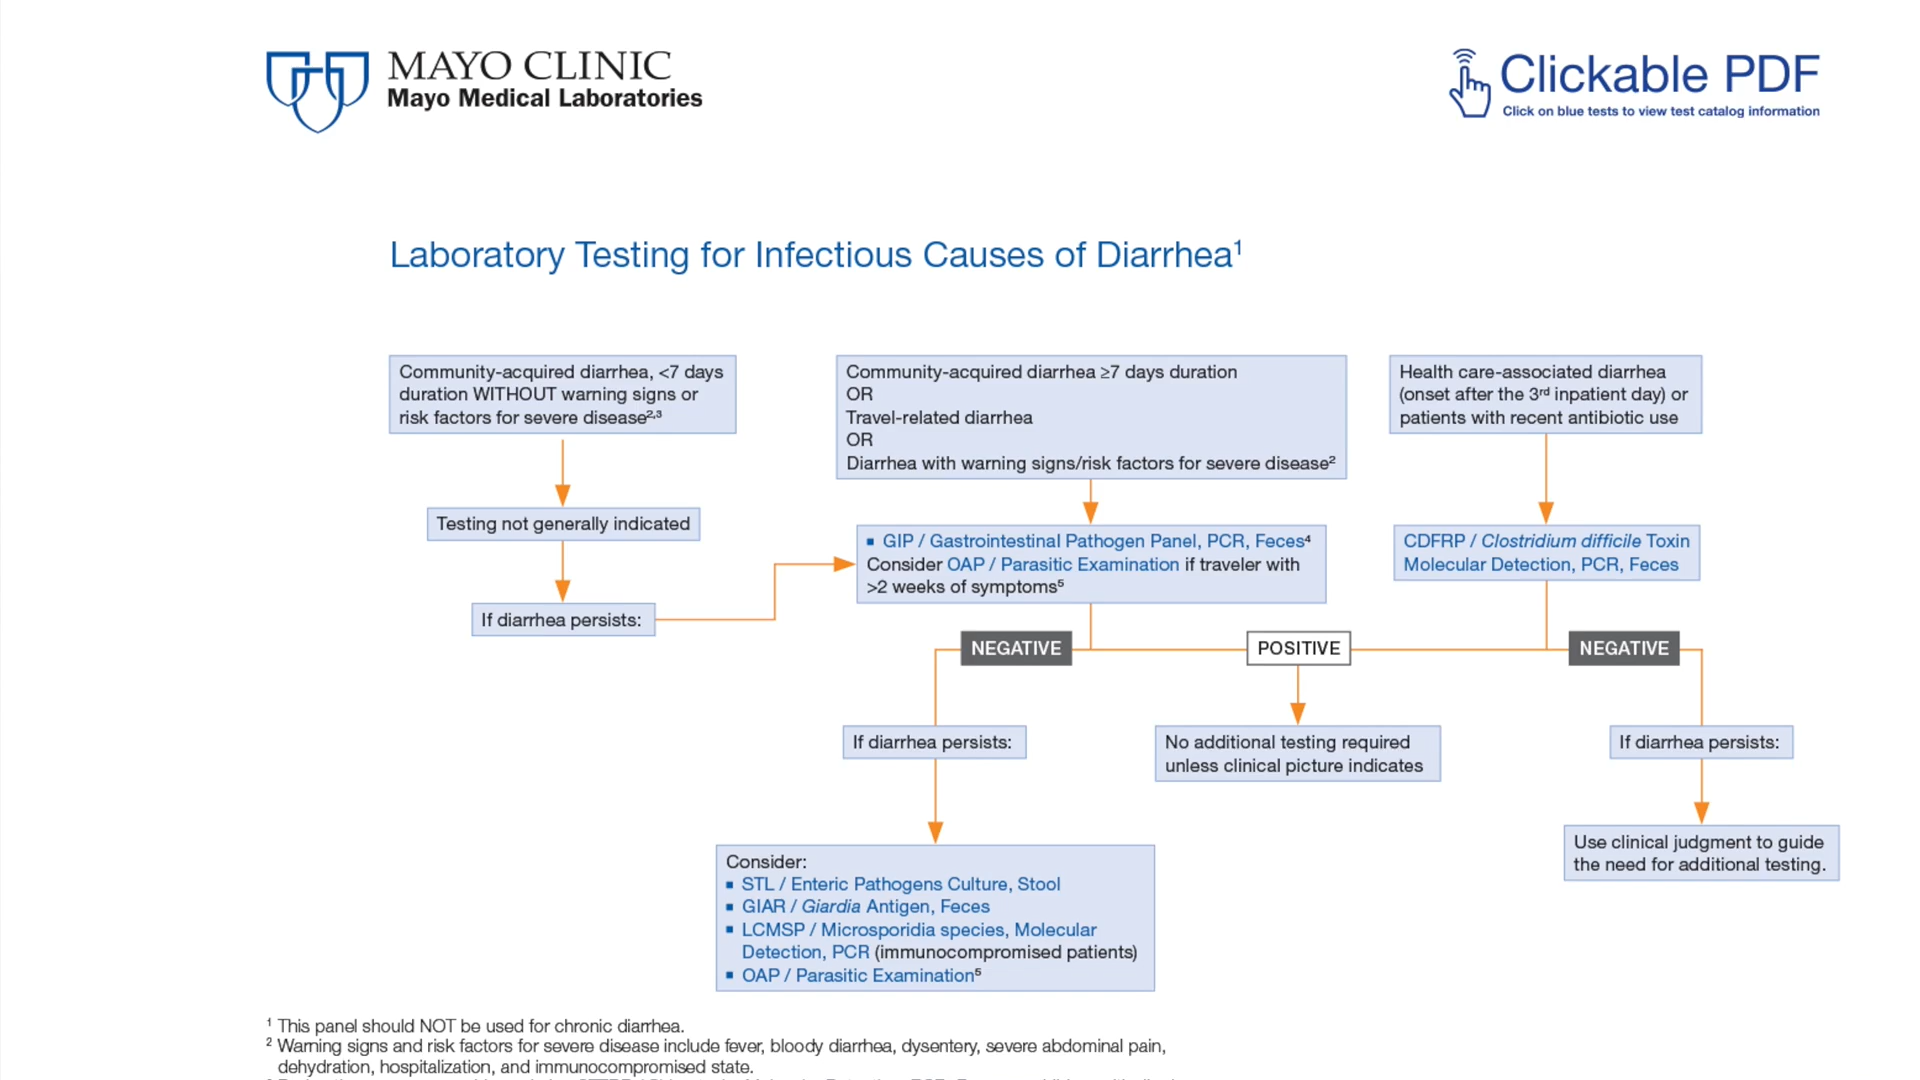 MAYO CLINIC
Mayo Medical Laboratories
Clickable PDF
Click on blue tests to view test catalog information
Laboratory Testing for Infectious Causes of Diarrhea¹
Community-acquired diarrhea, <7 days
duration WITHOUT warning signs or
risk factors for severe disease²,³
Testing not generally indicated
If diarrhea persists:
Community-acquired diarrhea ≥7 days duration
OR
Travel-related diarrhea
OR
Diarrhea with warning signs/risk factors for severe disease²
▪ GIP / Gastrointestinal Pathogen Panel, PCR, Feces⁴
Consider OAP / Parasitic Examination if traveler with
>2 weeks of symptoms⁵
Health care-associated diarrhea
(onset after the 3rd inpatient day) or
patients with recent antibiotic use
CDFRP / Clostridium difficile Toxin
Molecular Detection, PCR, Feces
NEGATIVE
POSITIVE
NEGATIVE
If diarrhea persists:
No additional testing required
unless clinical picture indicates
If diarrhea persists:
Use clinical judgment to guide
the need for additional testing.
Consider:
▪ STL / Enteric Pathogens Culture, Stool
▪ GIAR / Giardia Antigen, Feces
▪ LCMSP / Microsporidia species, Molecular
Detection, PCR (immunocompromised patients)
▪ OAP / Parasitic Examination⁵
¹ This panel should NOT be used for chronic diarrhea.
² Warning signs and risk factors for severe disease include fever, bloody diarrhea, dysentery, severe abdominal pain,
dehydration, hospitalization, and immunocompromised state.